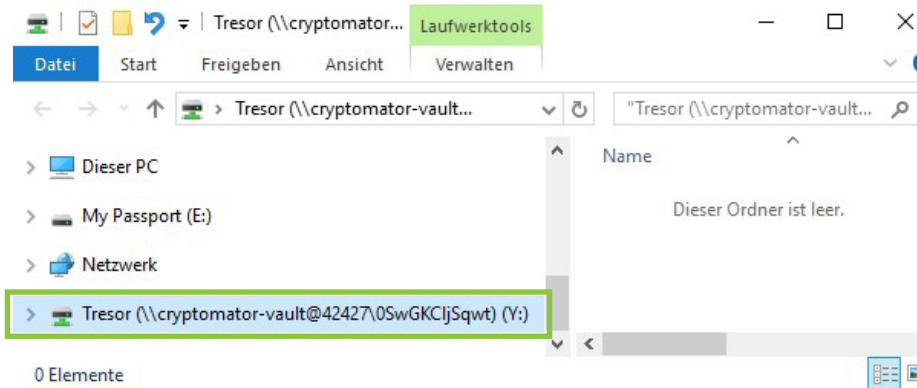 Tresor (\\cryptomator... Laufwerktools
Datei Start Freigeben Ansicht Verwalten
Tresor (\\cryptomator-vault... "Tresor (\\cryptomator-vault...
Dieser PC
My Passport (E:)
Netzwerk
Tresor (\\cryptomator-vault@42427\0SwGKCIjSqwt) (Y:)
Name
Dieser Ordner ist leer.
0 Elemente